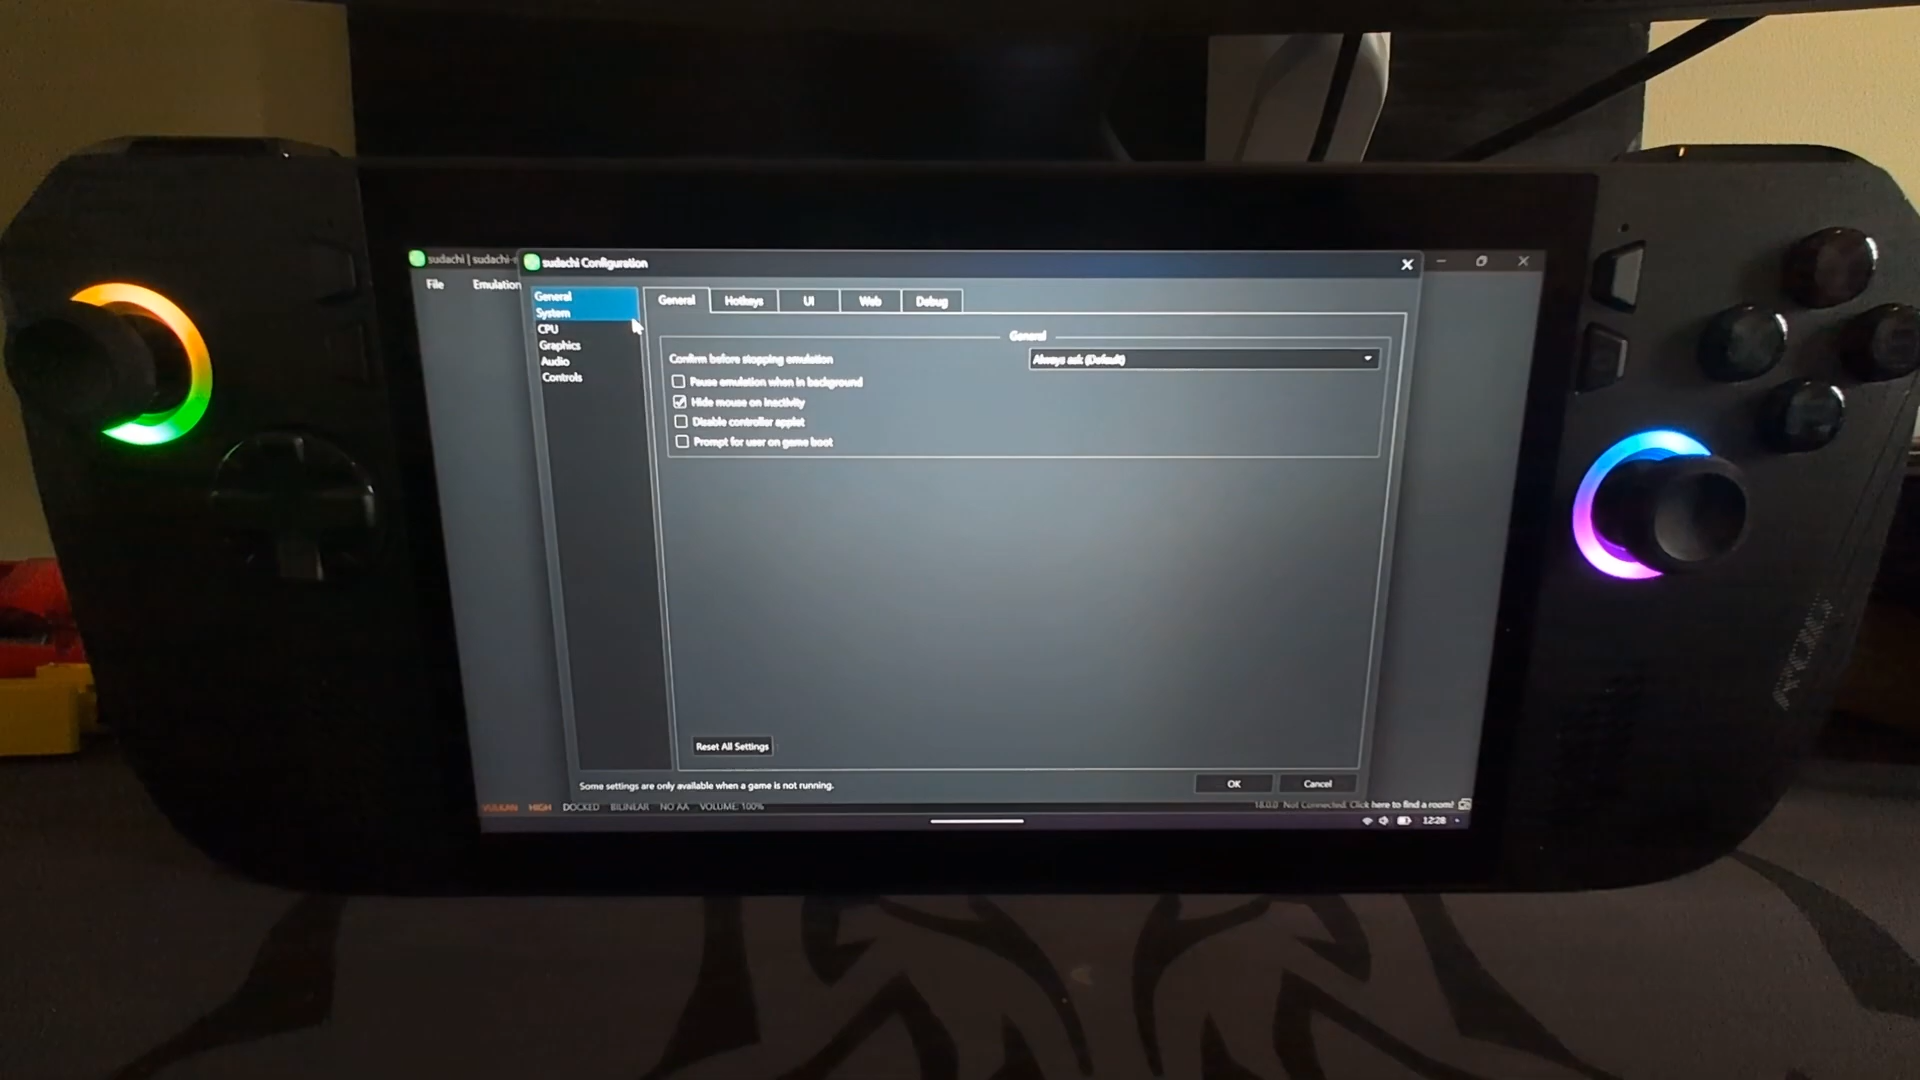 sudachi | sudachi-
sudachi Configuration
File
Emulation
General
System
CPU
Graphics
Audio
Controls
General
Hotkeys
UI
Web
Debug
General
Confirm before stopping emulation
Always ask (Default)
Pause emulation when in background
Hide mouse on inactivity
Disable controller applet
Prompt for user on game boot
Reset All Settings
Some settings are only available when a game is not running.
OK
Cancel
VULKAN HIGH DOCKED BILINEAR NO AA VOLUME: 100%
18.0.0 Not Connected. Click here to find a room!
12:28